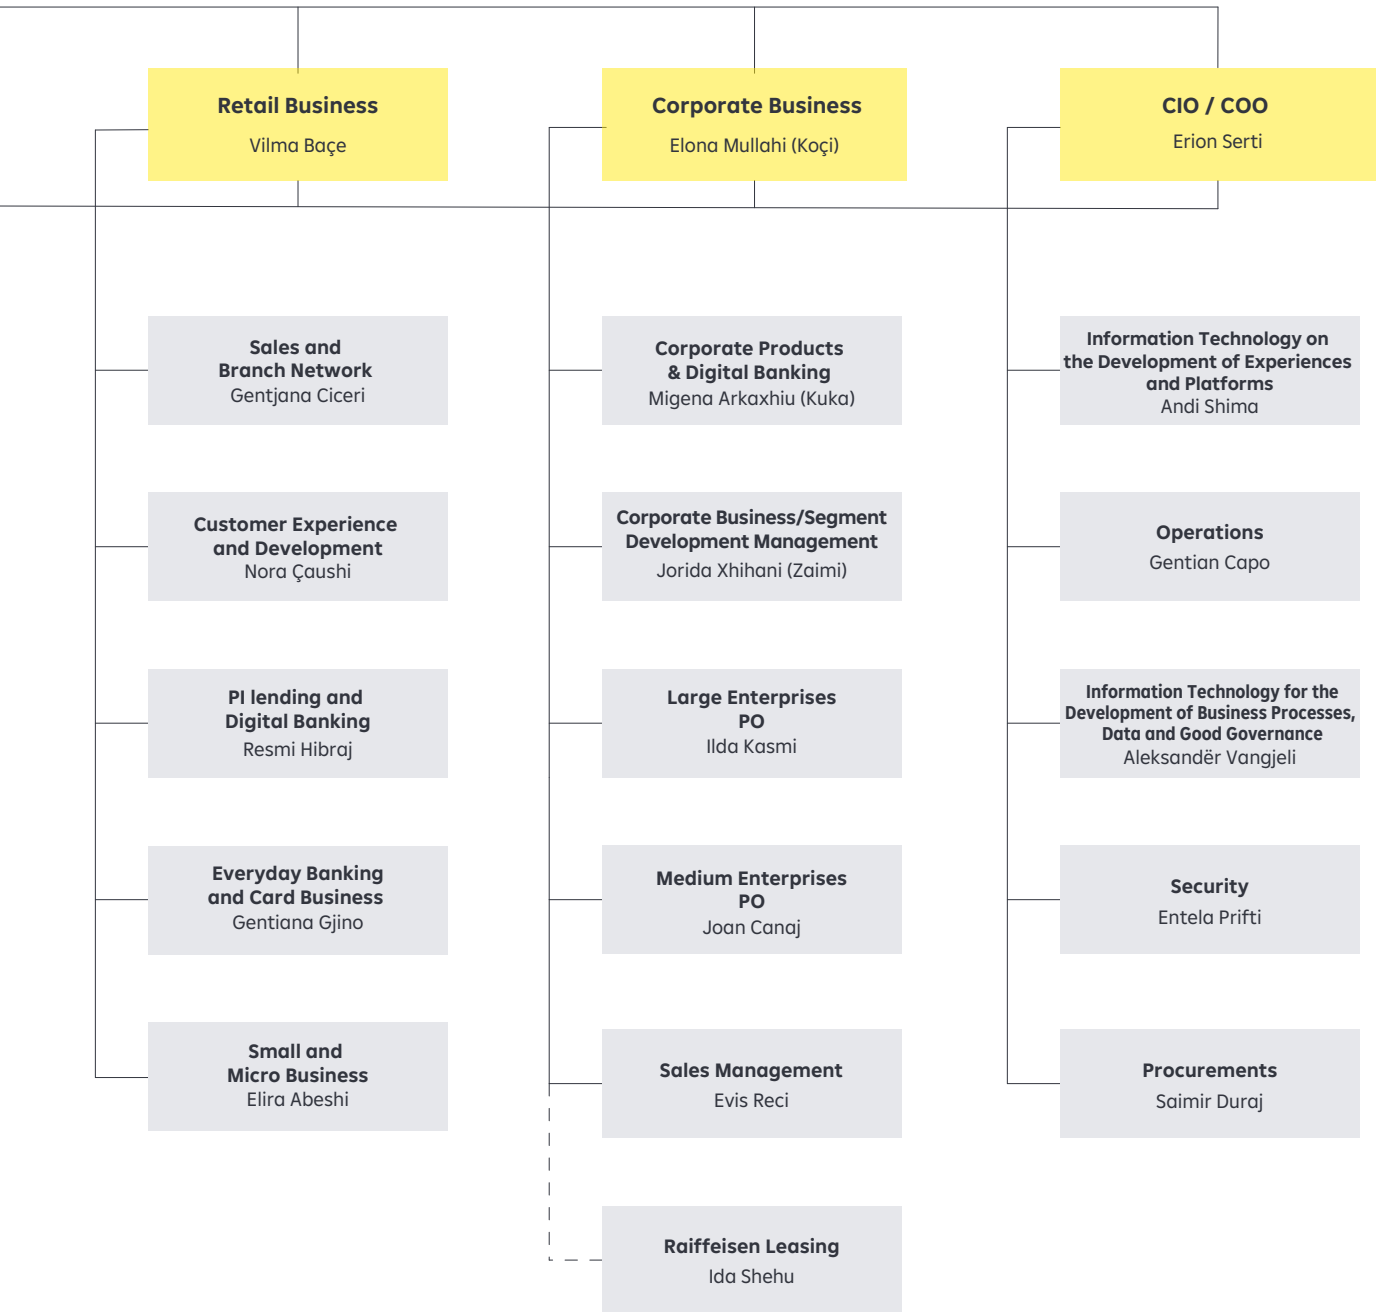 Retail Business
Vilma Baçe
Corporate Business
Elona Mullahi (Koçi)
CIO / COO
Erion Serti
Sales and
Branch Network
Gentjana Ciceri
Customer Experience
and Development
Nora Çaushi
PI lending and
Digital Banking
Resmi Hibraj
Everyday Banking
and Card Business
Gentiana Gjino
Small and
Micro Business
Elira Abeshi
Corporate Products
& Digital Banking
Migena Arkaxhiu (Kuka)
Corporate Business/Segment
Development Management
Jorida Xhihani (Zaimi)
Large Enterprises
PO
Ilda Kasmi
Medium Enterprises
PO
Joan Canaj
Sales Management
Evis Reci
Raiffeisen Leasing
Ida Shehu
Information Technology on
the Development of Experiences
and Platforms
Andi Shima
Operations
Gentian Capo
Information Technology for the
Development of Business Processes,
Data and Good Governance
Aleksandër Vangjeli
Security
Entela Prifti
Procurements
Saimir Duraj